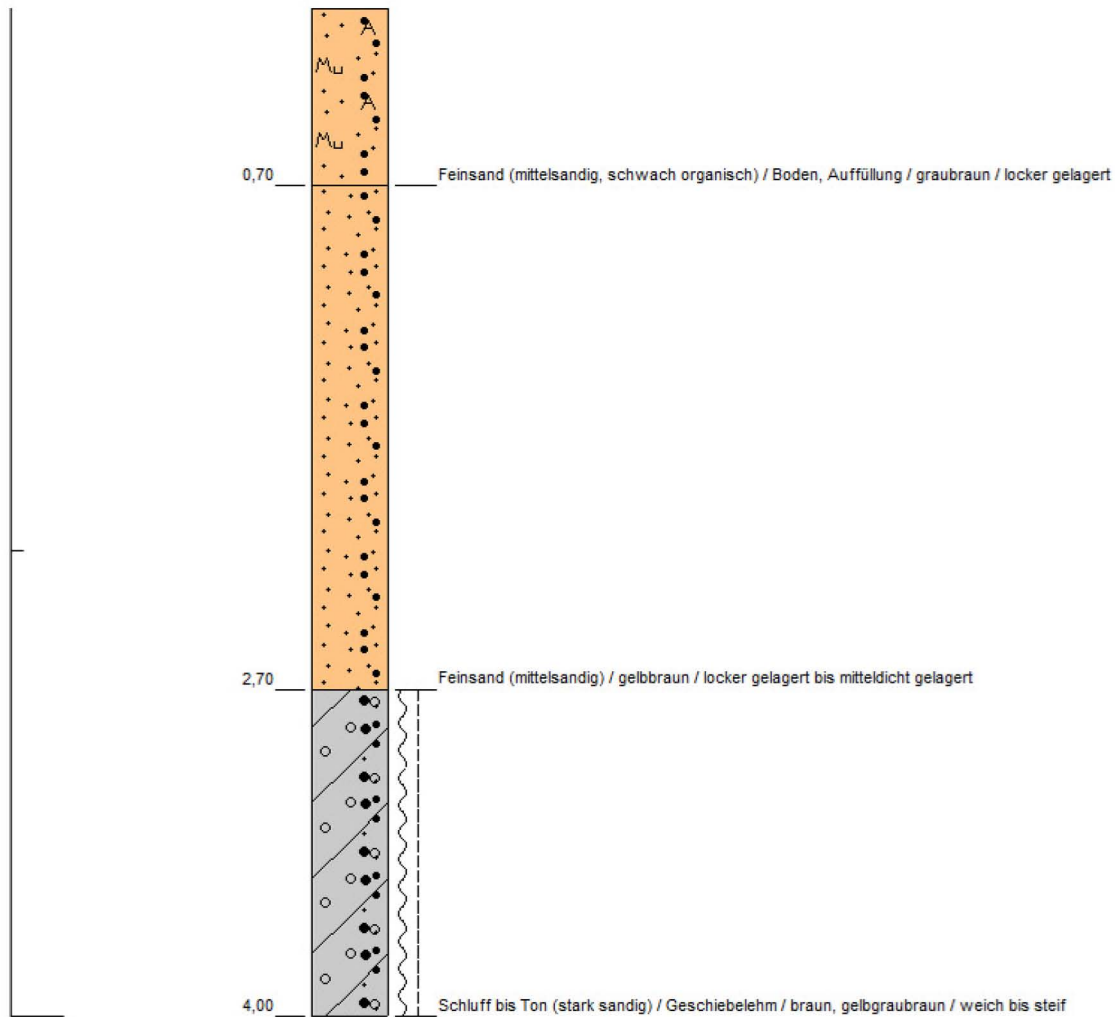 A
Mu
A
Mu
0,70 Feinsand (mittelsandig, schwach organisch) / Boden, Auffüllung / graubraun / locker gelagert
2,70 Feinsand (mittelsandig) / gelbbraun / locker gelagert bis mitteldicht gelagert
4,00 Schluff bis Ton (stark sandig) / Geschiebelehm / braun, gelbgraubraun / weich bis steif